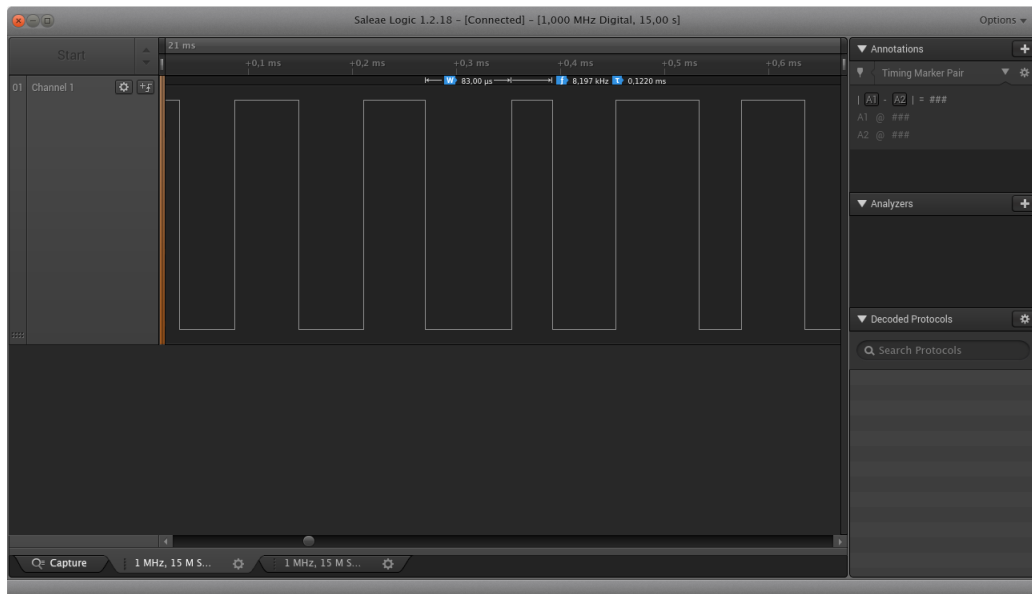 Saleae Logic 1.2.18 - [Connected] - [1,000 MHz Digital, 15,00 s]
Options
Start
21 ms
+0,1 ms +0,2 ms +0,3 ms +0,4 ms +0,5 ms +0,6 ms
W 83,00 µs f 8,197 kHz T 0,1220 ms
01 Channel 1
Annotations
Timing Marker Pair
| A1 - A2 | = ###
A1 @ ###
A2 @ ###
Analyzers
Decoded Protocols
Search Protocols
Capture
1 MHz, 15 M S...
1 MHz, 15 M S...